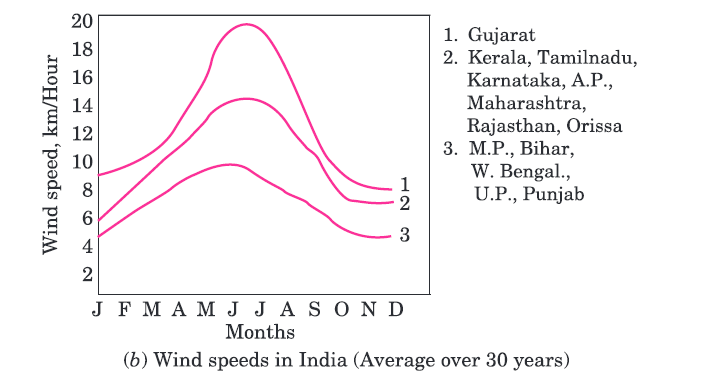 20
18
16
14
12
10
8
6
4
2
Wind speed, km/Hour
1
2
3
J F M A M J J A S O N D
Months
1. Gujarat
2. Kerala, Tamilnadu,
Karnataka, A.P.,
Maharashtra,
Rajasthan, Orissa
3. M.P., Bihar,
W. Bengal.,
U.P., Punjab
(b) Wind speeds in India (Average over 30 years)